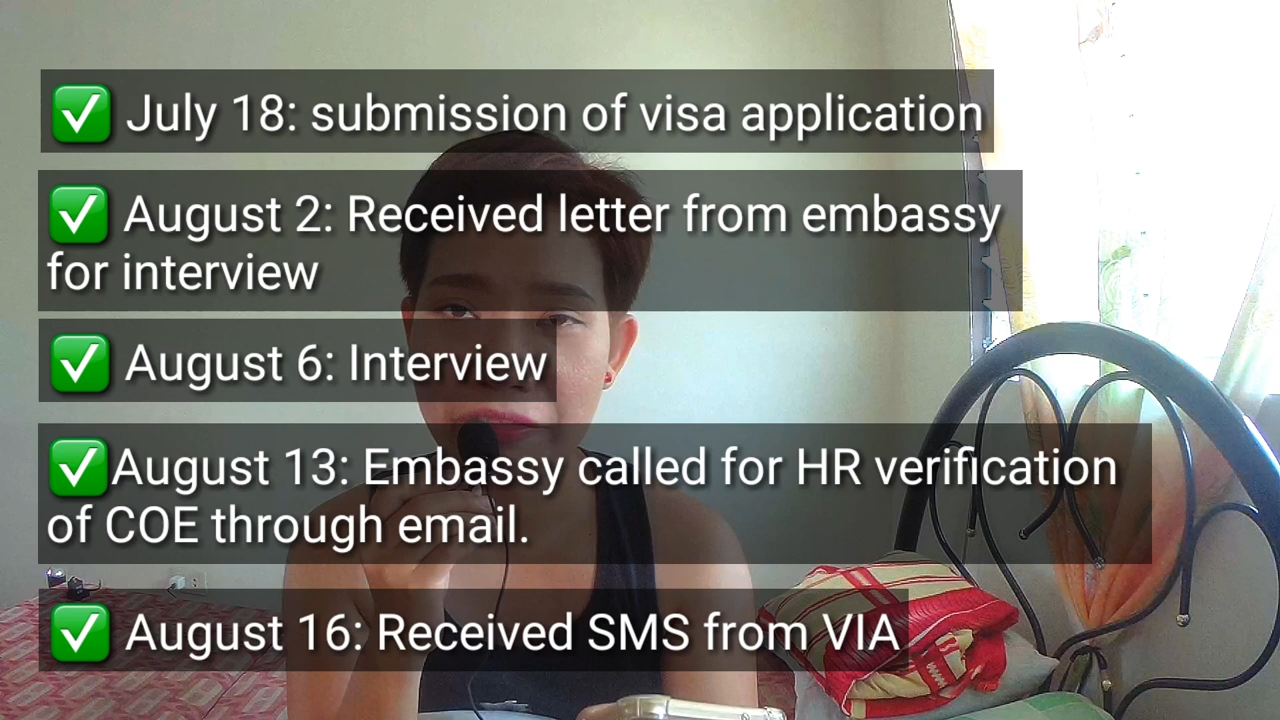 ✅ July 18: submission of visa application
✅ August 2: Received letter from embassy
for interview
✅ August 6: Interview
✅August 13: Embassy called for HR verification
of COE through email.
✅ August 16: Received SMS from VIA